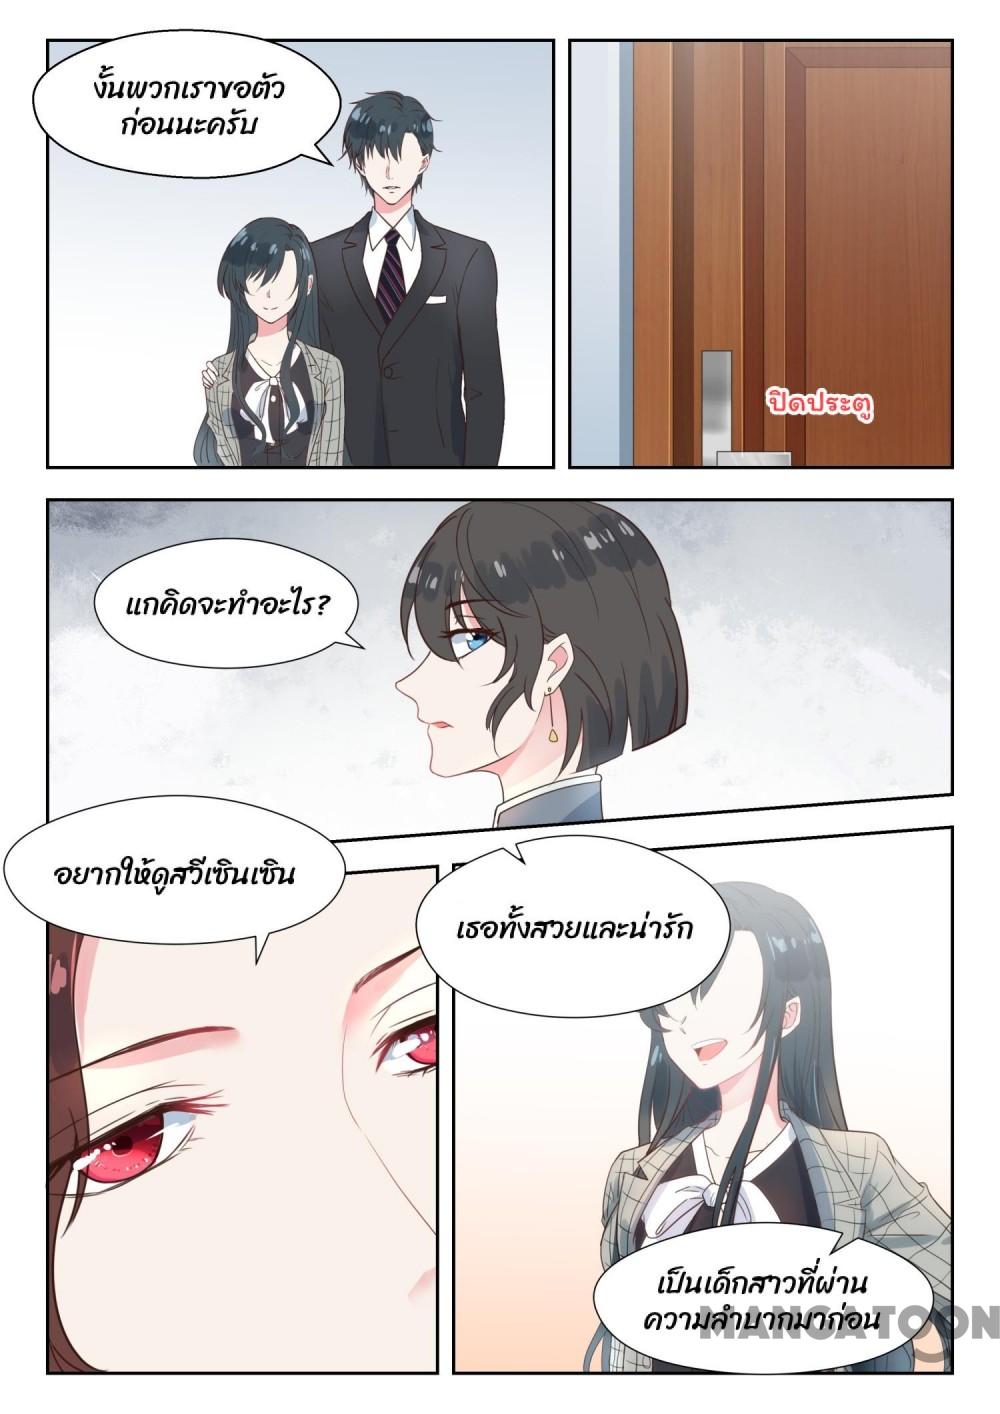 งั้นพวกเราขอตัว
ก่อนนะครับ
ปิดประตู
แกคิดจะทำอะไร?
อยากให้ดูสวีเซินเซิน
เธอทั้งสวยและน่ารัก
เป็นเด็กสาวที่ผ่าน
ความลำบากมาก่อน
MANGATOON